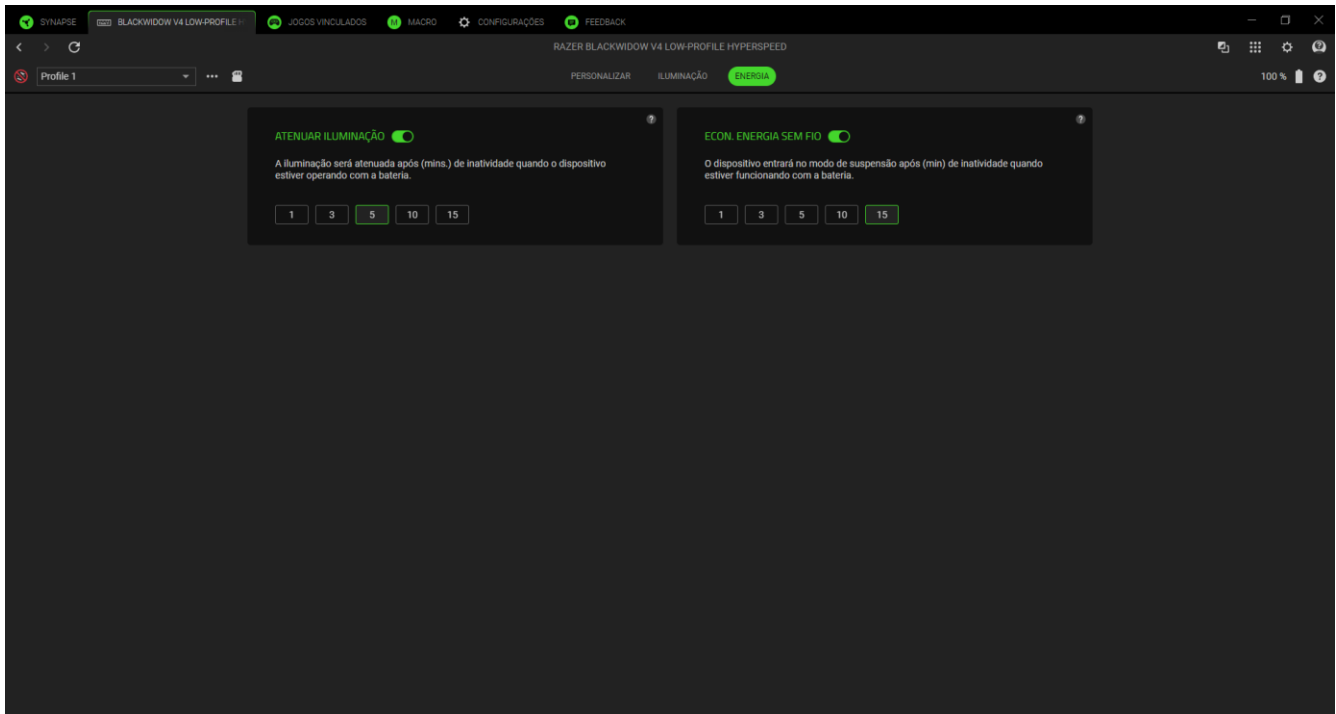 SYNAPSE
BLACKWIDOW V4 LOW-PROFILE H
JOGOS VINCULADOS
M MACRO
CONFIGURAÇÕES
FEEDBACK
RAZER BLACKWIDOW V4 LOW-PROFILE HYPERSPEED
Profile 1
PERSONALIZAR
ILUMINAÇÃO
ENERGIA
100 %
ATENUAR ILUMINAÇÃO
A iluminação será atenuada após (mins.) de inatividade quando o dispositivo
estiver operando com a bateria.
1 3 5 10 15
ECON. ENERGIA SEM FIO
O dispositivo entrará no modo de suspensão após (min) de inatividade quando
estiver funcionando com a bateria.
1 3 5 10 15